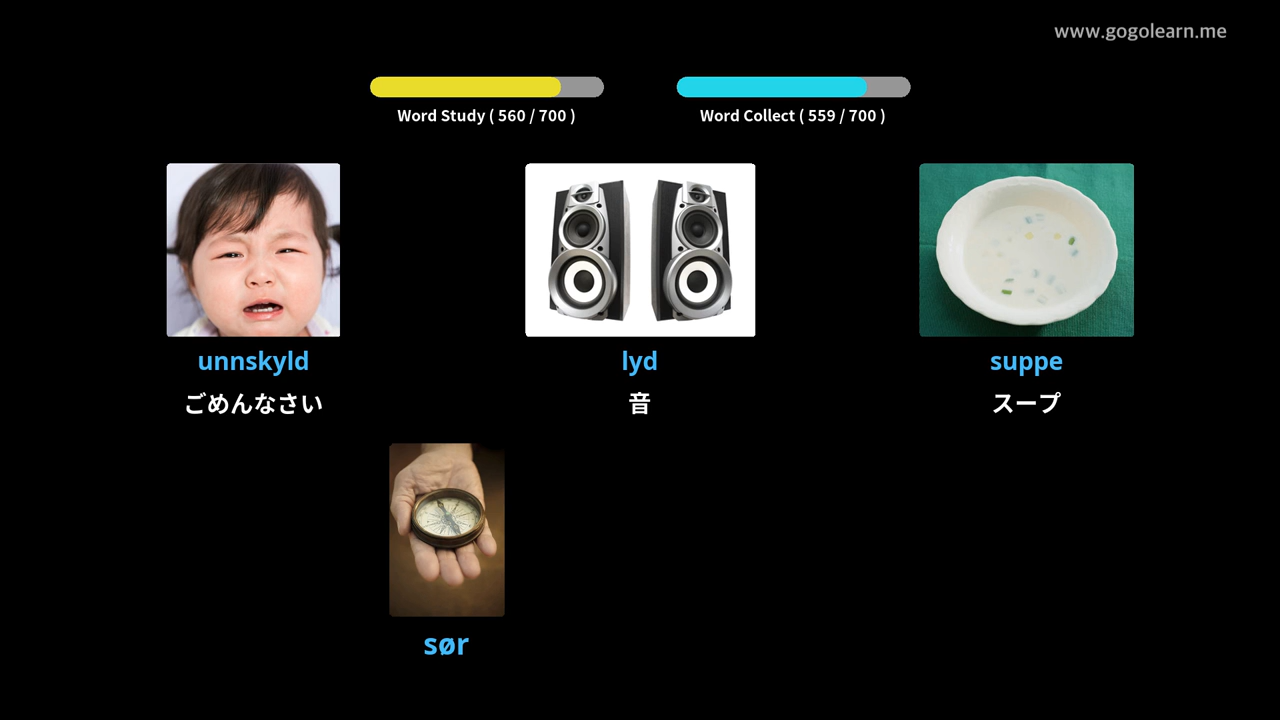 www.gogolearn.me
Word Study ( 560 / 700 )
Word Collect ( 559 / 700 )
unnskyld
lyd
suppe
ごめんなさい
音
スープ
sør